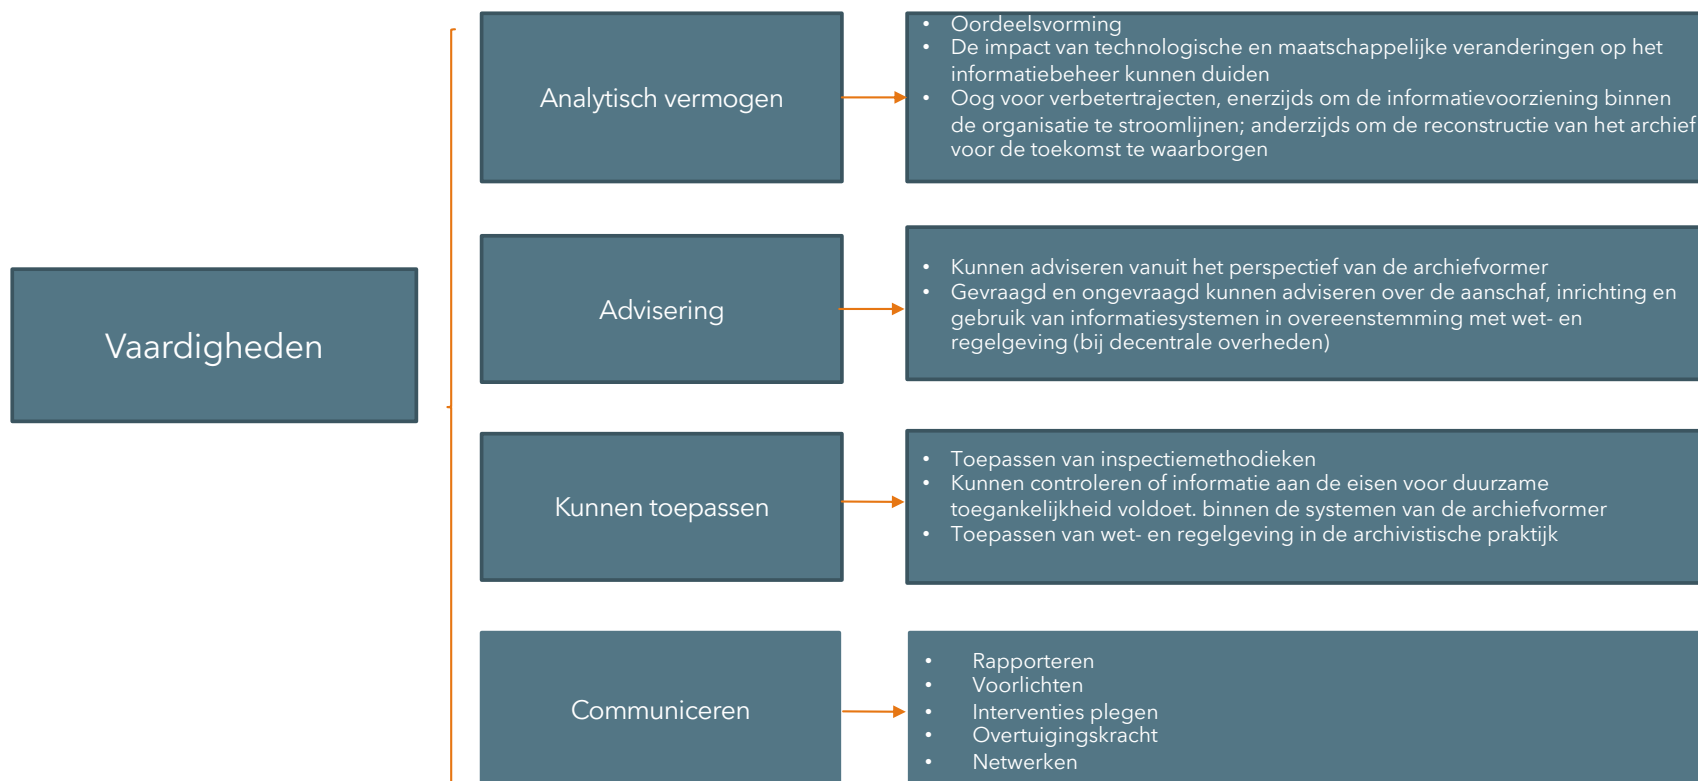 Vaardigheden
Analytisch vermogen
• Oordeelsvorming
• De impact van technologische en maatschappelijke veranderingen op het
informatiebeheer kunnen duiden
• Oog voor verbetertrajecten, enerzijds om de informatievoorziening binnen
de organisatie te stroomlijnen; anderzijds om de reconstructie van het archief
voor de toekomst te waarborgen
Advisering
• Kunnen adviseren vanuit het perspectief van de archiefvormer
• Gevraagd en ongevraagd kunnen adviseren over de aanschaf, inrichting en
gebruik van informatiesystemen in overeenstemming met wet- en
regelgeving (bij decentrale overheden)
Kunnen toepassen
• Toepassen van inspectiemethodieken
• Kunnen controleren of informatie aan de eisen voor duurzame
toegankelijkheid voldoet. binnen de systemen van de archiefvormer
• Toepassen van wet- en regelgeving in de archivistische praktijk
Communiceren
• Rapporteren
• Voorlichten
• Interventies plegen
• Overtuigingskracht
• Netwerken